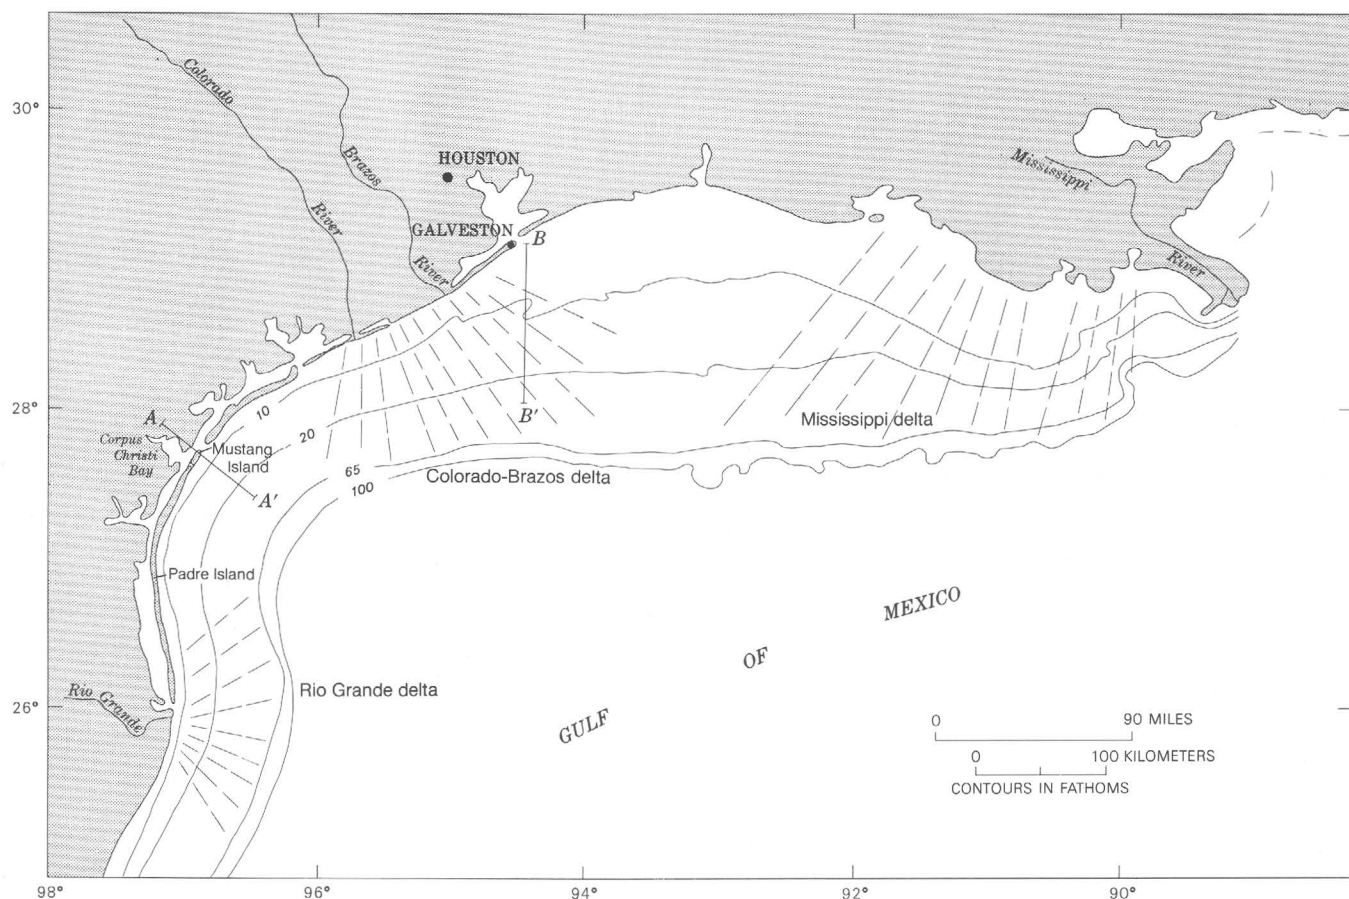 Colorado
River
Brazos
River
HOUSTON
GALVESTON
B
B'
Mississippi
River
30°
28°
26°
10
20
65
100
A
A'
Corpus
Christi
Bay
Mustang
Island
Mississippi delta
Colorado-Brazos delta
Padre Island
Rio Grande
Rio Grande delta
GULF
OF
MEXICO
0 90 MILES
0 100 KILOMETERS
CONTOURS IN FATHOMS
98° 96° 94° 92° 90°